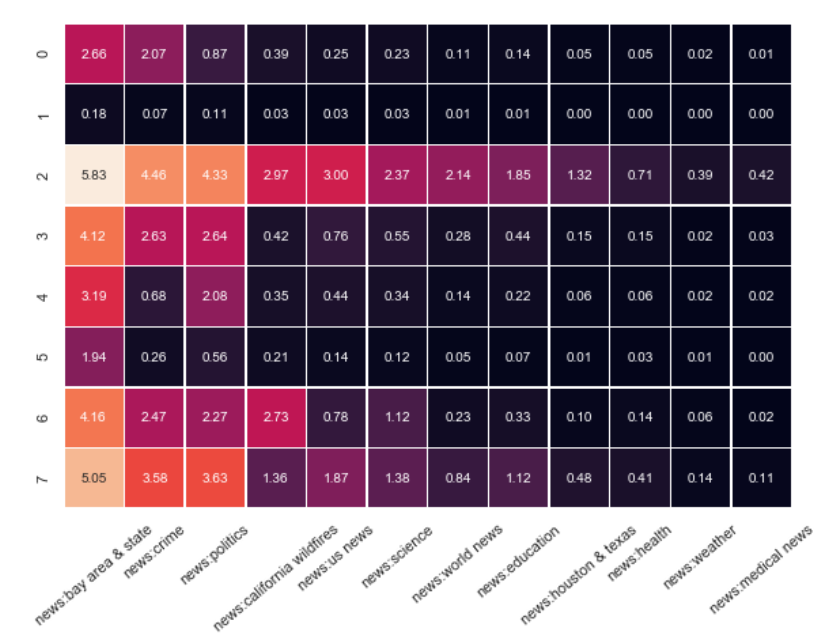 0 2.66 2.07 0.87 0.39 0.25 0.23 0.11 0.14 0.05 0.05 0.02 0.01
1 0.18 0.07 0.11 0.03 0.03 0.03 0.01 0.01 0.00 0.00 0.00 0.00
2 5.83 4.46 4.33 2.97 3.00 2.37 2.14 1.85 1.32 0.71 0.39 0.42
3 4.12 2.63 2.64 0.42 0.76 0.55 0.28 0.44 0.15 0.15 0.02 0.03
4 3.19 0.68 2.08 0.35 0.44 0.34 0.14 0.22 0.06 0.06 0.02 0.02
5 1.94 0.26 0.56 0.21 0.14 0.12 0.05 0.07 0.01 0.03 0.01 0.00
6 4.16 2.47 2.27 2.73 0.78 1.12 0.23 0.33 0.10 0.14 0.06 0.02
7 5.05 3.58 3.63 1.36 1.87 1.38 0.84 1.12 0.48 0.41 0.14 0.11
news:bay area & state
news:crime
news:politics
news:california wildfires
news:us news
news:science
news:world news
news:education
news:houston & texas
news:health
news:weather
news:medical news